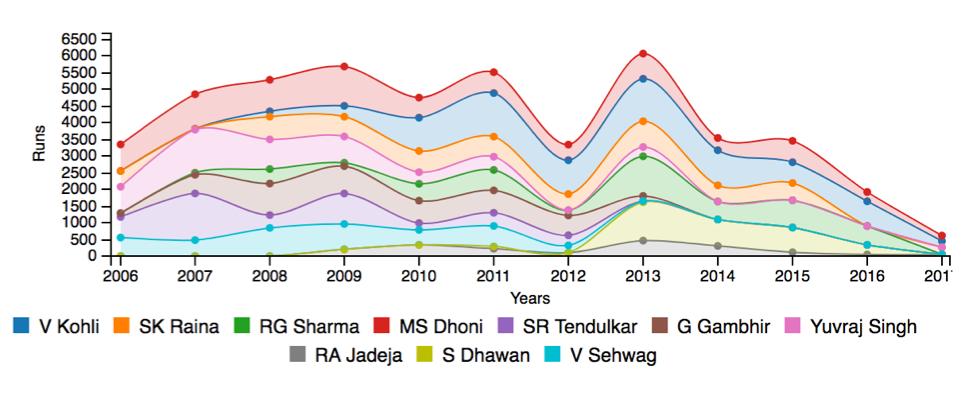 6500
6000
5500
5000
4500
4000
3500
3000
2500
2000
1500
1000
500
0
Runs
2006 2007 2008 2009 2010 2011 2012 2013 2014 2015 2016 201
Years
V Kohli SK Raina RG Sharma MS Dhoni SR Tendulkar G Gambhir Yuvraj Singh
RA Jadeja S Dhawan V Sehwag